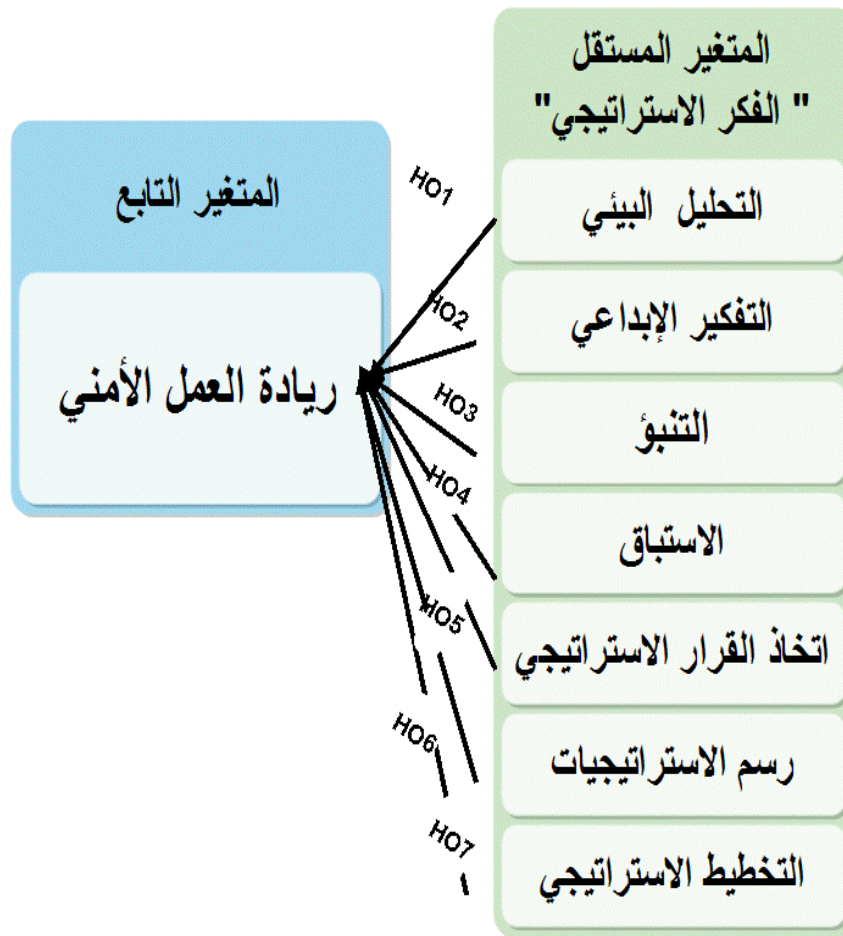 المتغير المستقل
" الفكر الاستراتيجي"
التحليل البيئي
التفكير الإبداعي
التنبؤ
الاستباق
اتخاذ القرار الاستراتيجي
رسم الاستراتيجيات
التخطيط الاستراتيجي
HO1
HO2
HO3
HO4
HO5
HO6
HO7
المتغير التابع
ريادة العمل الأمني